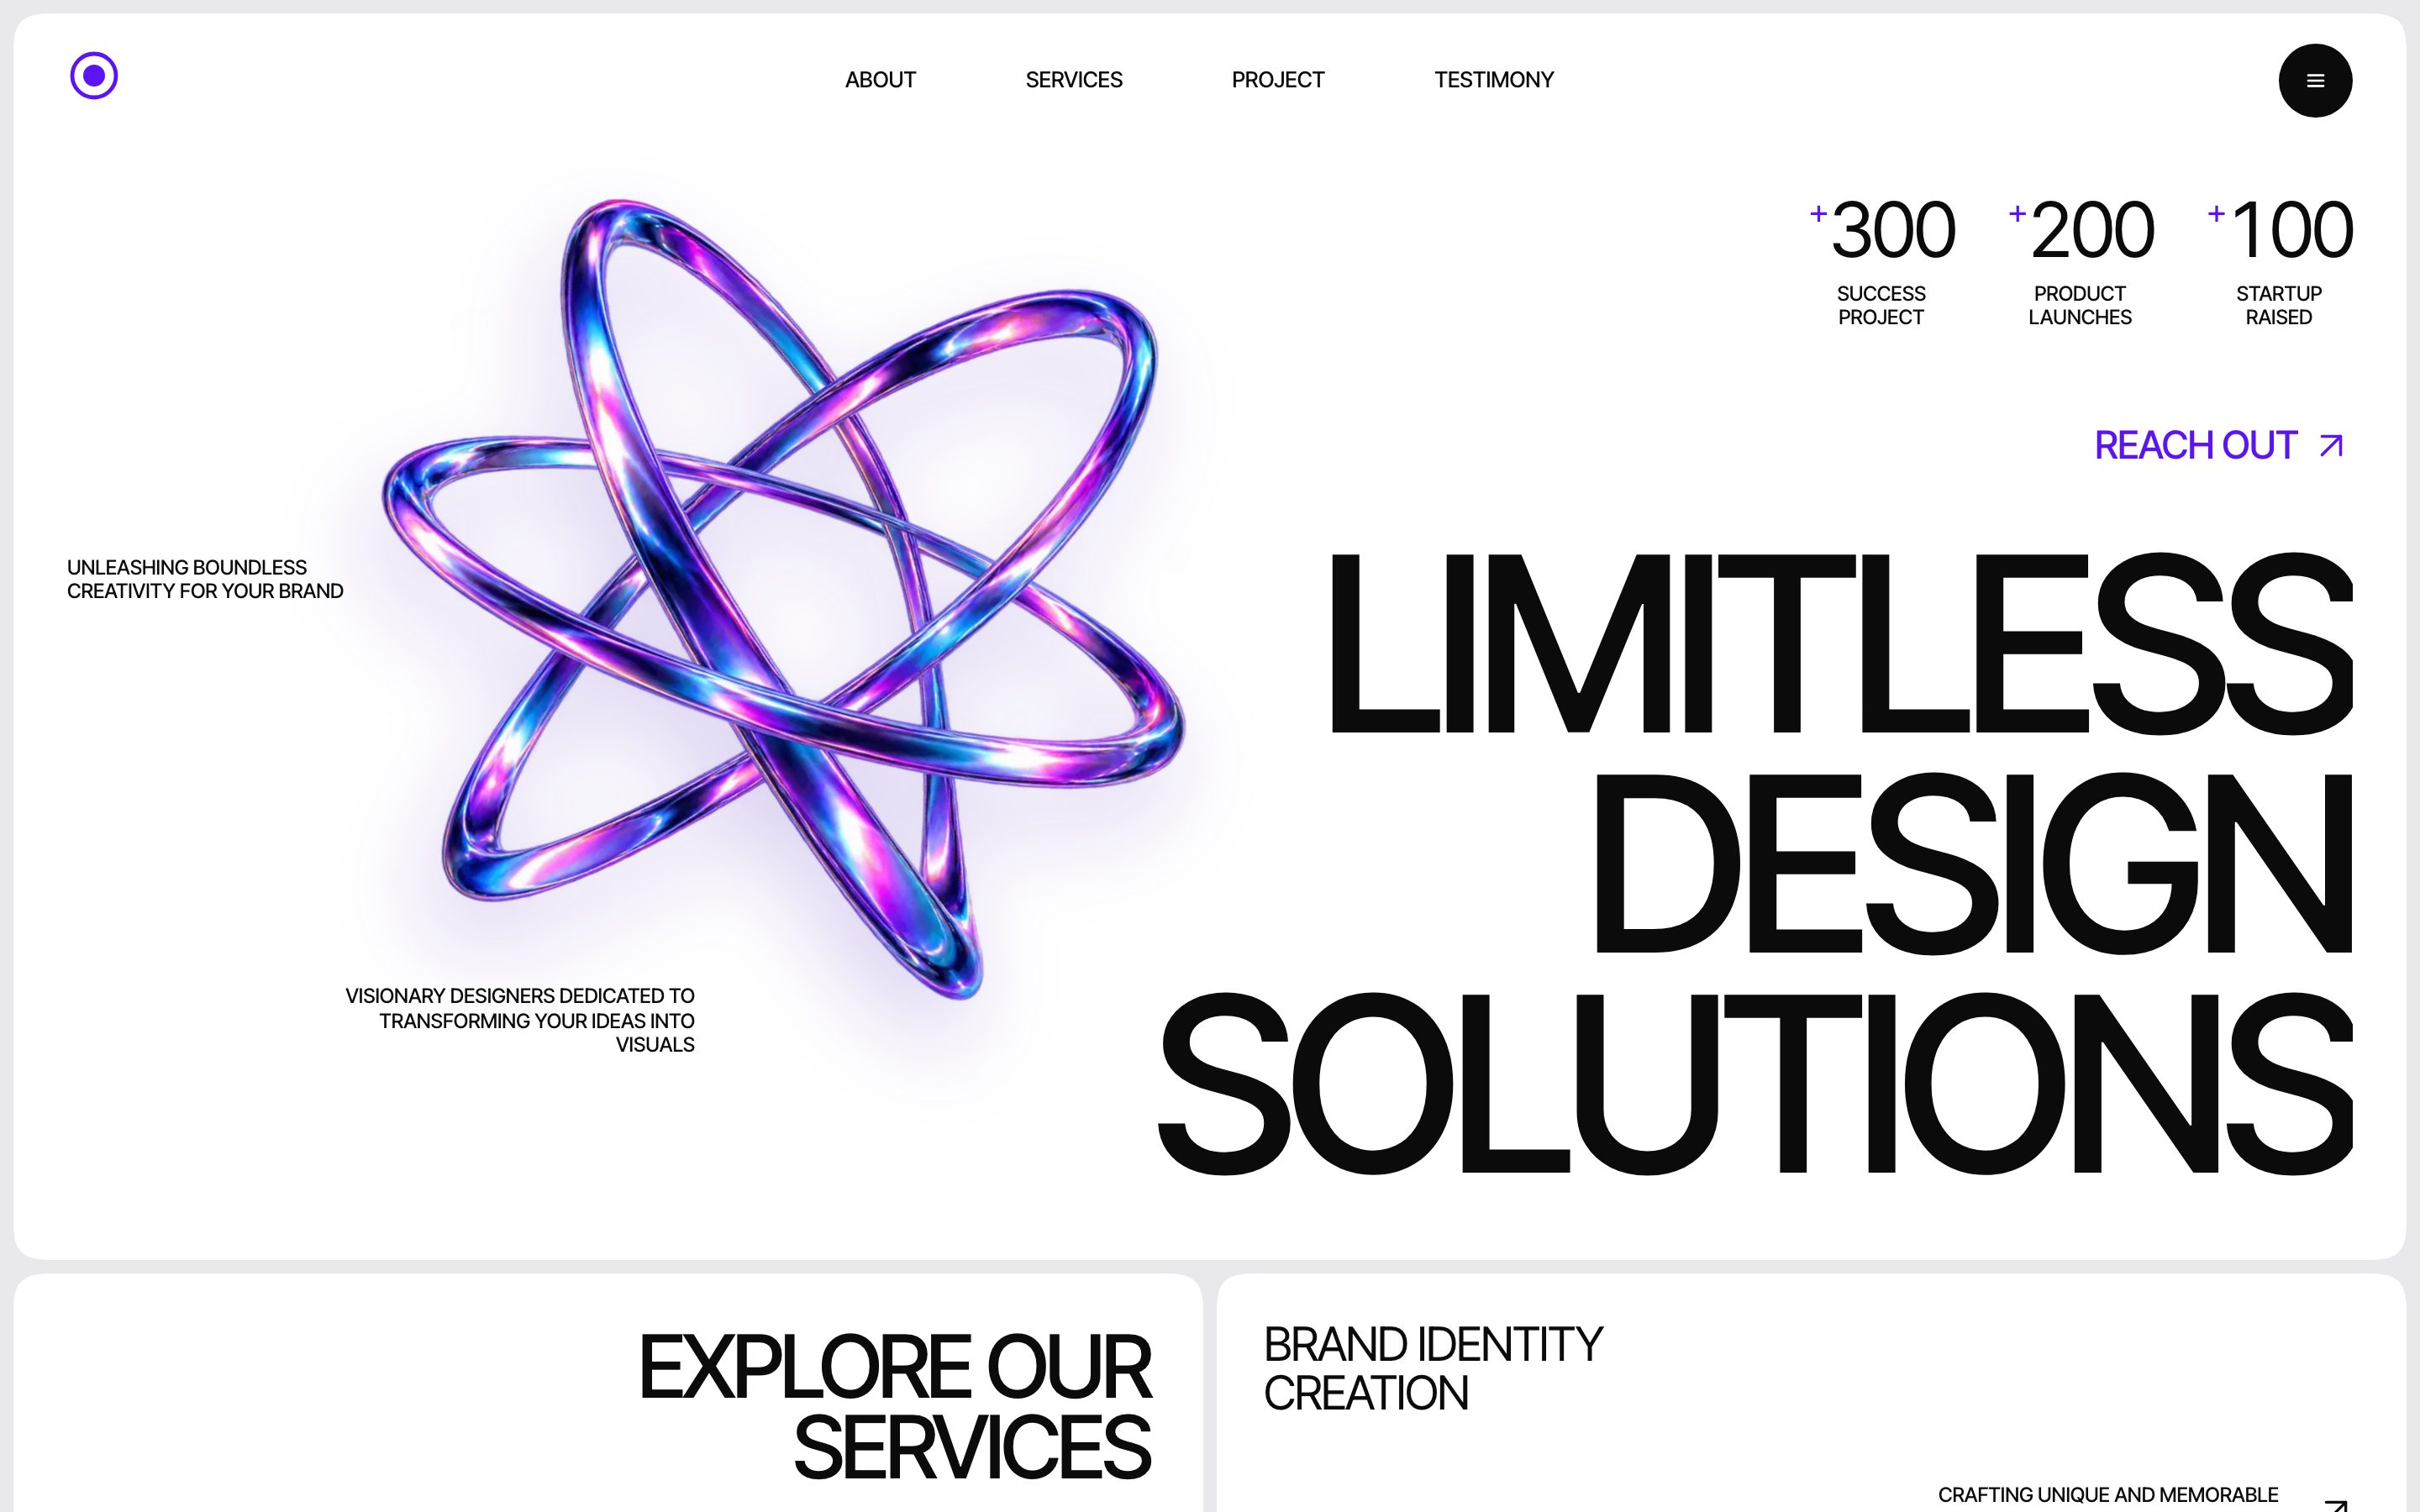 ABOUT
SERVICES
PROJECT
TESTIMONY
+300
SUCCESS
PROJECT
+200
PRODUCT
LAUNCHES
+100
STARTUP
RAISED
REACH OUT
UNLEASHING BOUNDLESS
CREATIVITY FOR YOUR BRAND
LIMITLESS
DESIGN
SOLUTIONS
VISIONARY DESIGNERS DEDICATED TO
TRANSFORMING YOUR IDEAS INTO
VISUALS
EXPLORE OUR
SERVICES
BRAND IDENTITY
CREATION
CRAFTING UNIQUE AND MEMORABLE